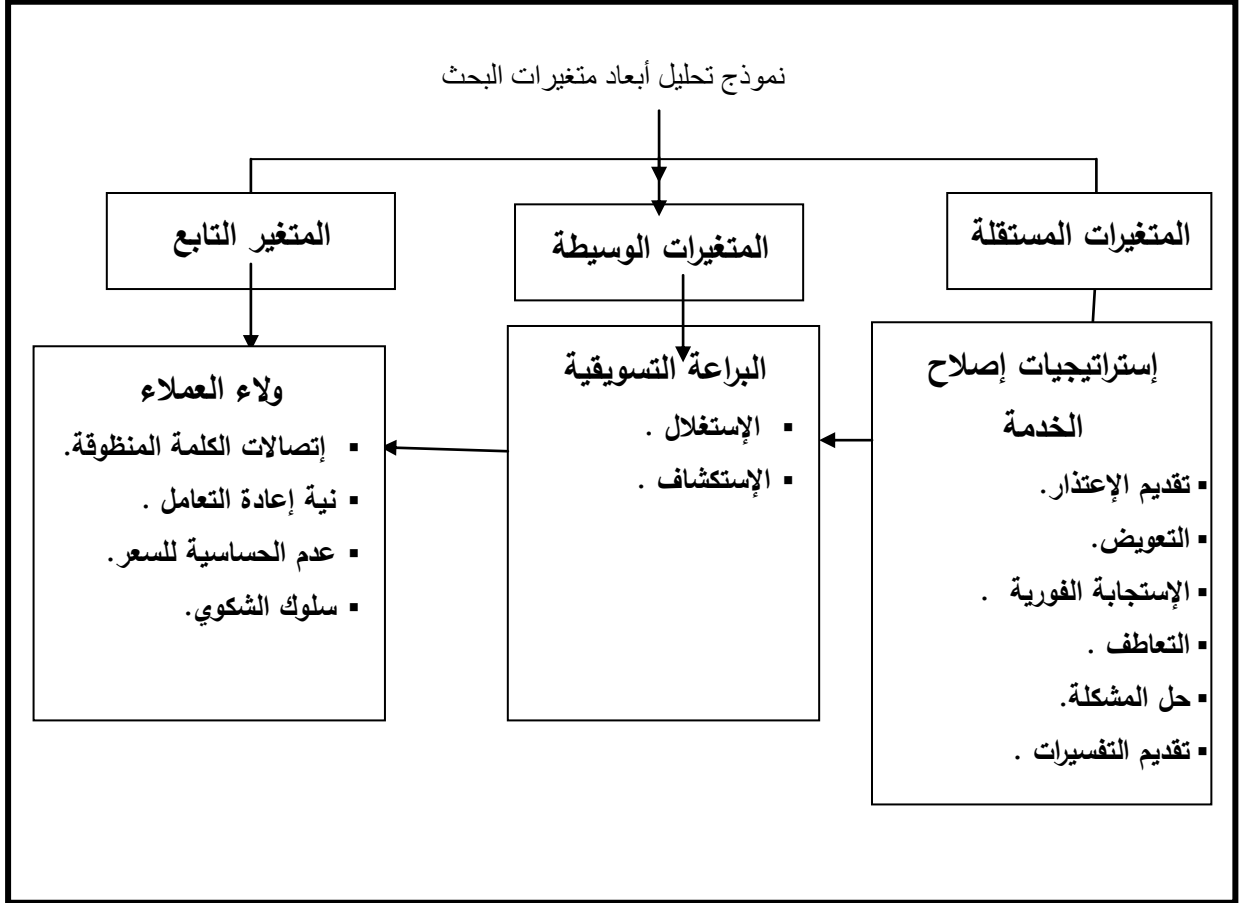 نموذج تحليل أبعاد متغيرات البحث
المتغيرات المستقلة
المتغيرات الوسيطة
المتغير التابع
إستراتيجيات إصلاح
الخدمة
▪ تقديم الإعتذار.
▪ التعويض.
▪ الإستجابة الفورية .
▪ التعاطف .
▪ حل المشكلة.
▪ تقديم التفسيرات .
البراعة التسويقية
▪ الإستغلال .
▪ الإستكشاف .
ولاء العملاء
▪ إتصالات الكلمة المنظوقة.
▪ نية إعادة التعامل .
▪ عدم الحساسية للسعر.
▪ سلوك الشكوي.